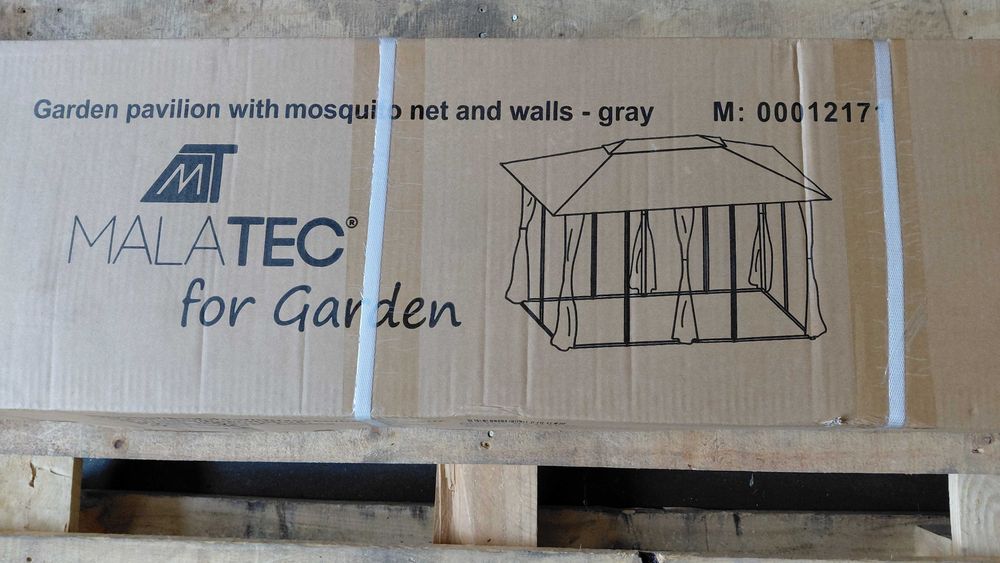 Garden pavilion with mosquito net and walls - gray M: 00012171
MT
MALATEC®
for Garden